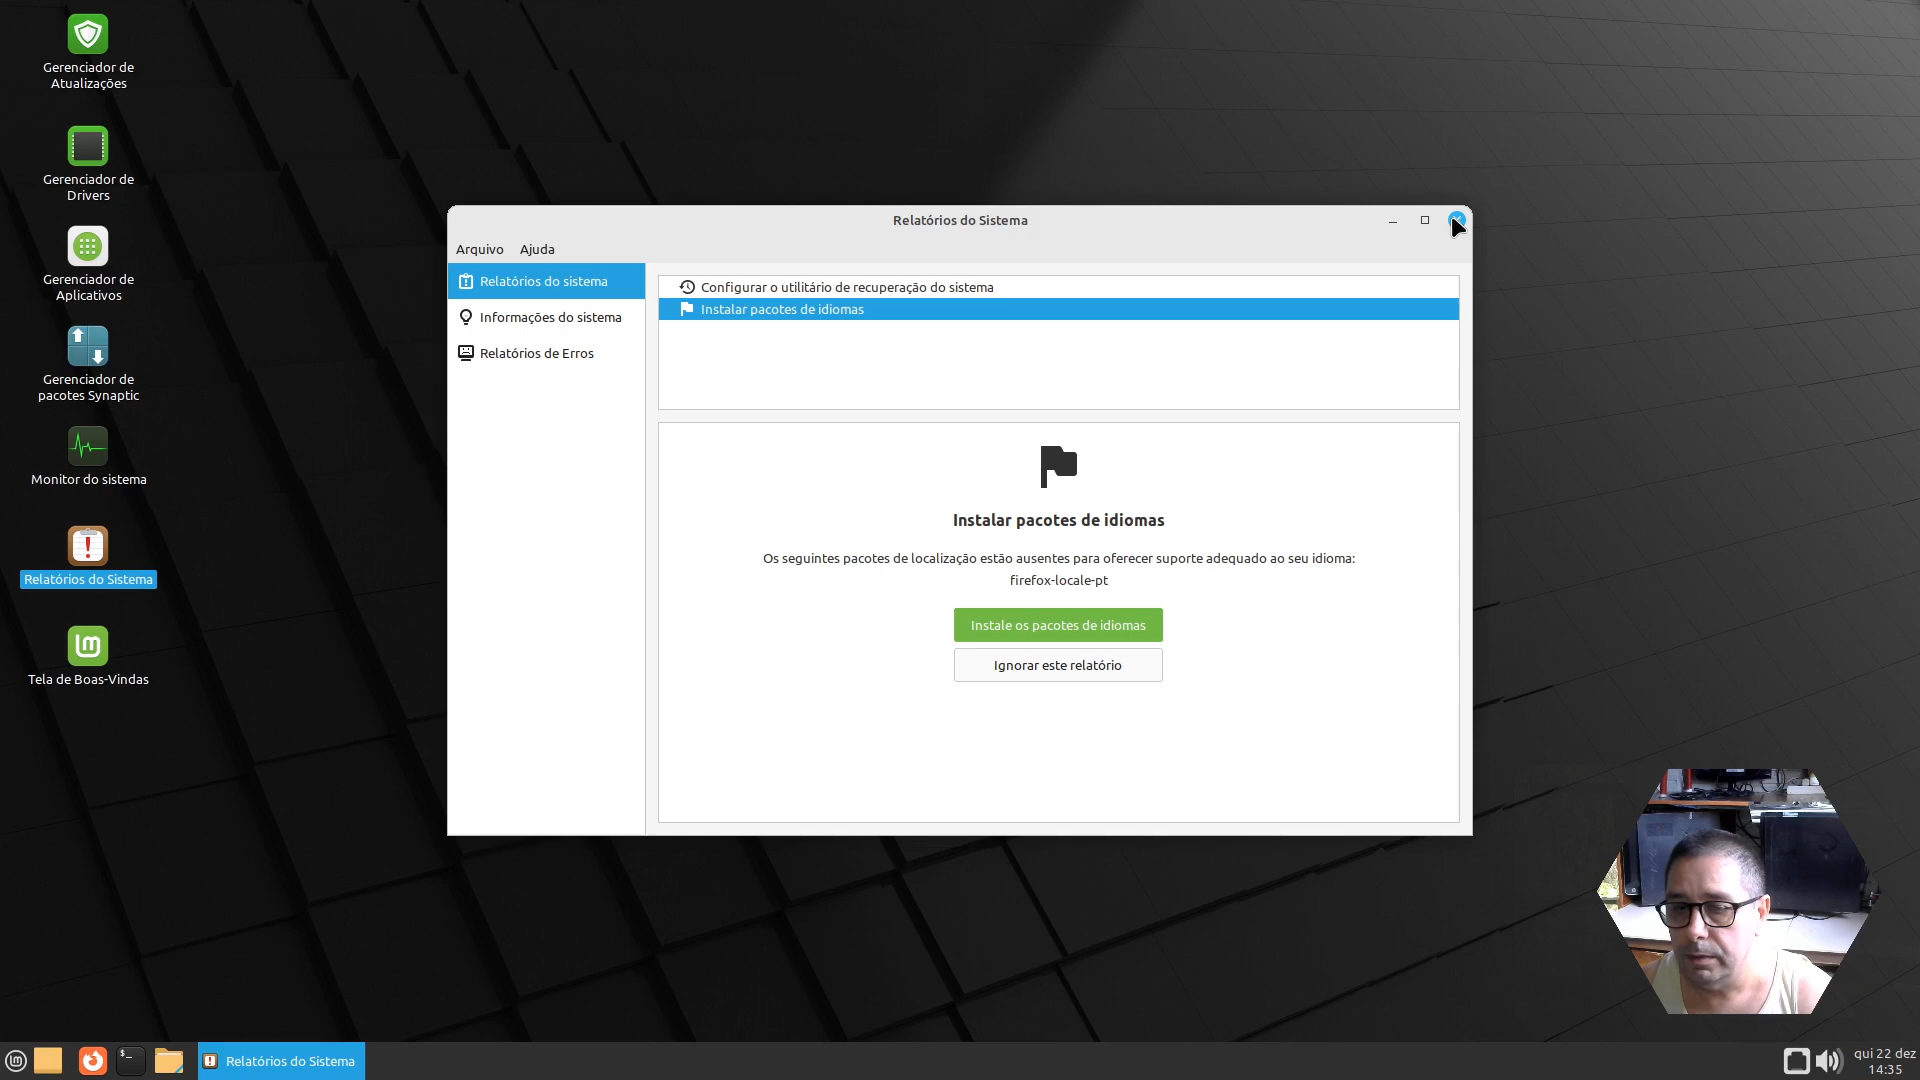 Gerenciador de
Atualizações
Gerenciador de
Drivers
Gerenciador de
Aplicativos
Gerenciador de
pacotes Synaptic
Monitor do sistema
Relatórios do Sistema
Tela de Boas-Vindas
Relatórios do Sistema
Arquivo Ajuda
Relatórios do sistema
Informações do sistema
Relatórios de Erros
Configurar o utilitário de recuperação do sistema
Instalar pacotes de idiomas
Instalar pacotes de idiomas
Os seguintes pacotes de localização estão ausentes para oferecer suporte adequado ao seu idioma:
firefox-locale-pt
Instale os pacotes de idiomas
Ignorar este relatório
Relatórios do Sistema
qui 22 dez
14:35